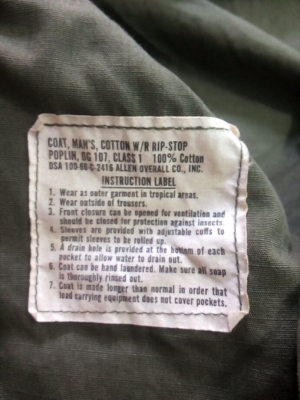 COAT, MAN'S, COTTON W/R RIP-STOP
POPLIN, OG 107, CLASS 1 100% Cotton
DSA 100-68-C-2416 ALLEN OVERALL CO., INC.
INSTRUCTION LABEL
1. Wear as outer garment in tropical areas.
2. Wear outside of trousers.
3. Front closure can be opened for ventilation and
should be closed for protection against insects.
4. Sleeves are provided with adjustable cuffs to
permit sleeves to be rolled up.
5. A drain hole is provided at the bottom of each
pocket to allow water to drain out.
6. Coat can be hand laundered. Make sure all soap
is thoroughly rinsed out.
7. Coat is made longer than normal in order that
load carrying equipment does not cover pockets.